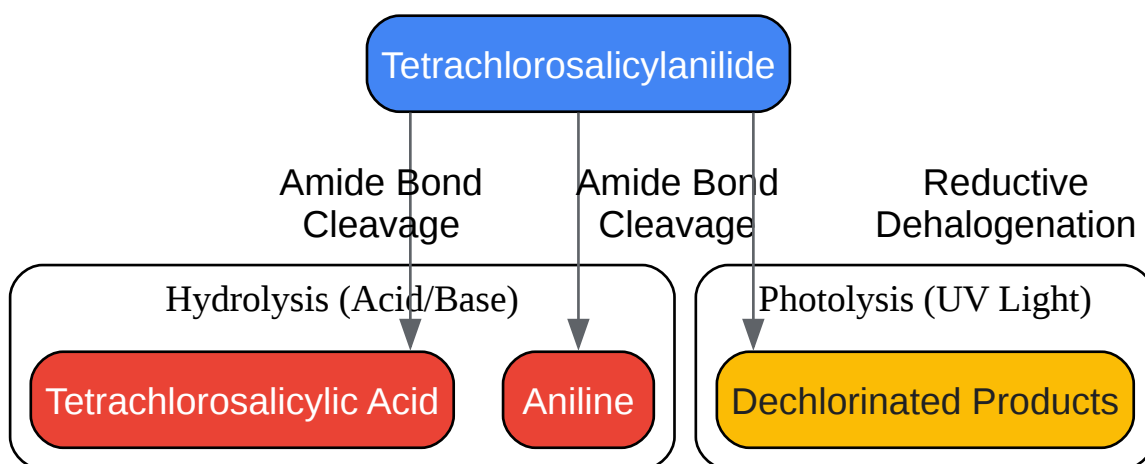 Tetrachlorosalicylanilide
Amide Bond
Cleavage
Amide Bond
Cleavage
Reductive
Dehalogenation
Hydrolysis (Acid/Base)
Photolysis (UV Light)
Tetrachlorosalicylic Acid
Aniline
Dechlorinated Products